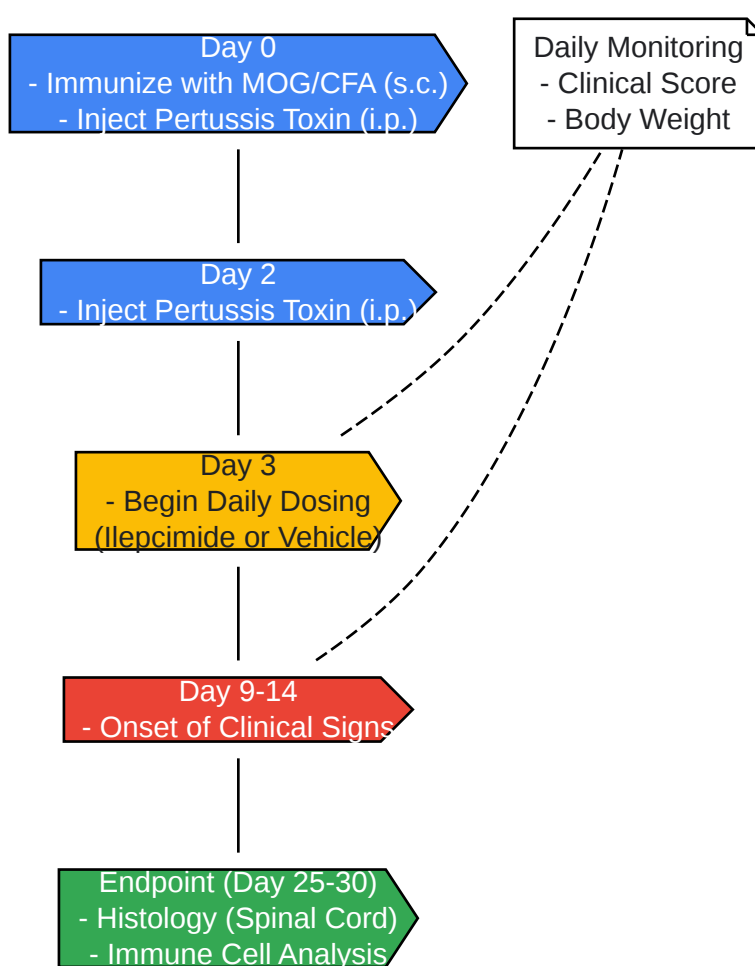 Day 0
- Immunize with MOG/CFA (s.c.)
- Inject Pertussis Toxin (i.p.)
Daily Monitoring
- Clinical Score
- Body Weight
Day 2
- Inject Pertussis Toxin (i.p.)
Day 3
- Begin Daily Dosing
(Ilepcimide or Vehicle)
Day 9-14
- Onset of Clinical Signs
Endpoint (Day 25-30)
- Histology (Spinal Cord)
- Immune Cell Analysis